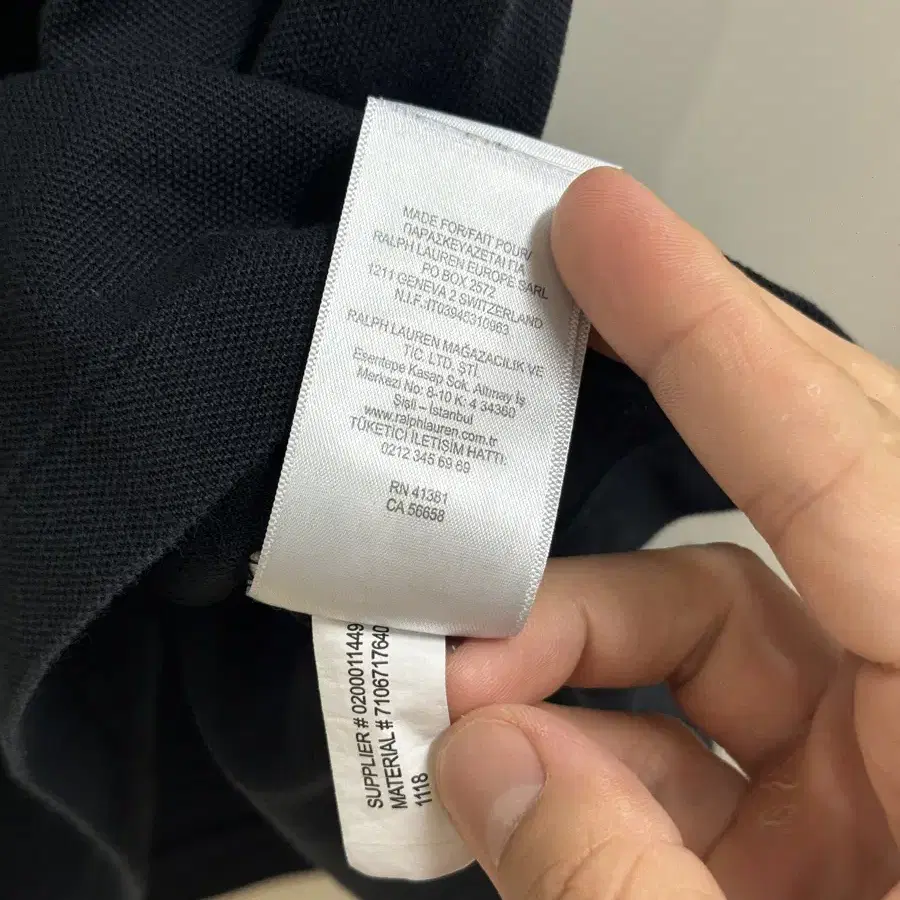 MADE FOR/FAIT POUR/
ΠΑΡΑΣΚΕΥΑΖΕΤΑΙ ΓΙΑ
RALPH LAUREN EUROPE SARL
PO BOX 2572
1211 GENEVA 2 SWITZERLAND
N.I.F.-IT03945310963
RALPH LAUREN MAĞAZACILIK VE
TIC. LTD. ŞTİ.
Esentepe Kasap Sok. Altınay İş
Merkezi No: 8-10 K: 4 34360
Şişli – İstanbul
www.ralphlauren.com.tr
TÜKETİCİ İLETİŞİM HATTI:
0212 345 69 69
RN 41381
CA 56658
SUPPLIER # 0200011449
MATERIAL # 7106717640
1118